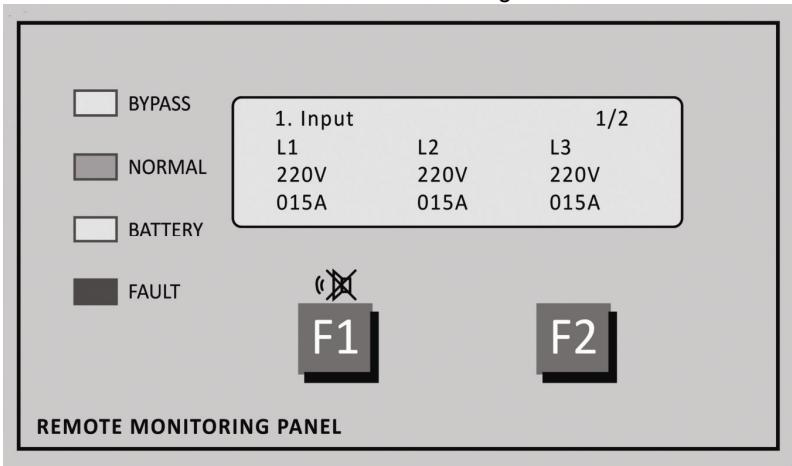 BYPASS
NORMAL
BATTERY
FAULT
1. Input 1/2
L1 L2 L3
220V 220V 220V
015A 015A 015A
F1 F2
REMOTE MONITORING PANEL